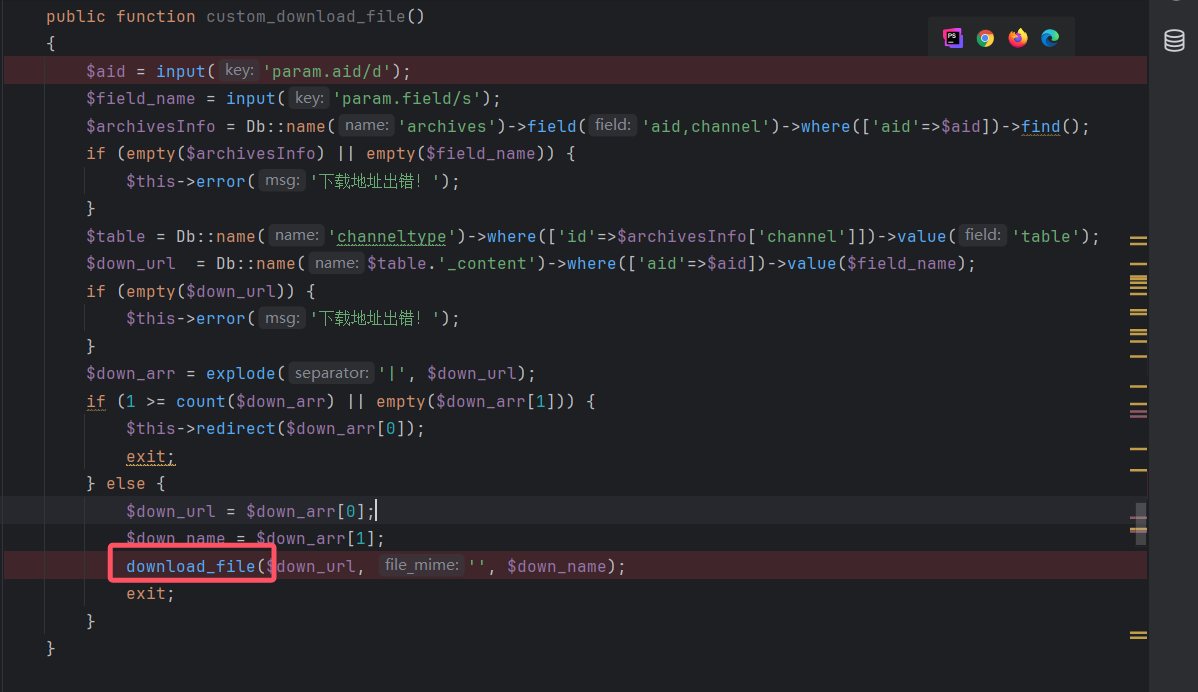 public function custom_download_file()
{
PS
$aid = input( key: 'param.aid/d');
$field_name = input( key: 'param.field/s');
$archivesInfo = Db::name( name: 'archives')->field( field: 'aid,channel')->where(['aid'=>$aid])->find();
if (empty($archivesInfo) || empty($field_name)) {
$this->error( msg: '下载地址出错！');
}
$table = Db::name( name: 'channeltype')->where(['id'=>$archivesInfo['channel']])->value( field: 'table');
$down_url  = Db::name( name: $table.'_content')->where(['aid'=>$aid])->value($field_name);
if (empty($down_url)) {
$this->error( msg: '下载地址出错！');
}
$down_arr = explode( separator: '|', $down_url);
if (1 >= count($down_arr) || empty($down_arr[1])) {
$this->redirect($down_arr[0]);
exit;
} else {
$down_url = $down_arr[0];
$down_name = $down_arr[1];
download_file($down_url, file_mime: '', $down_name);
exit;
}
}